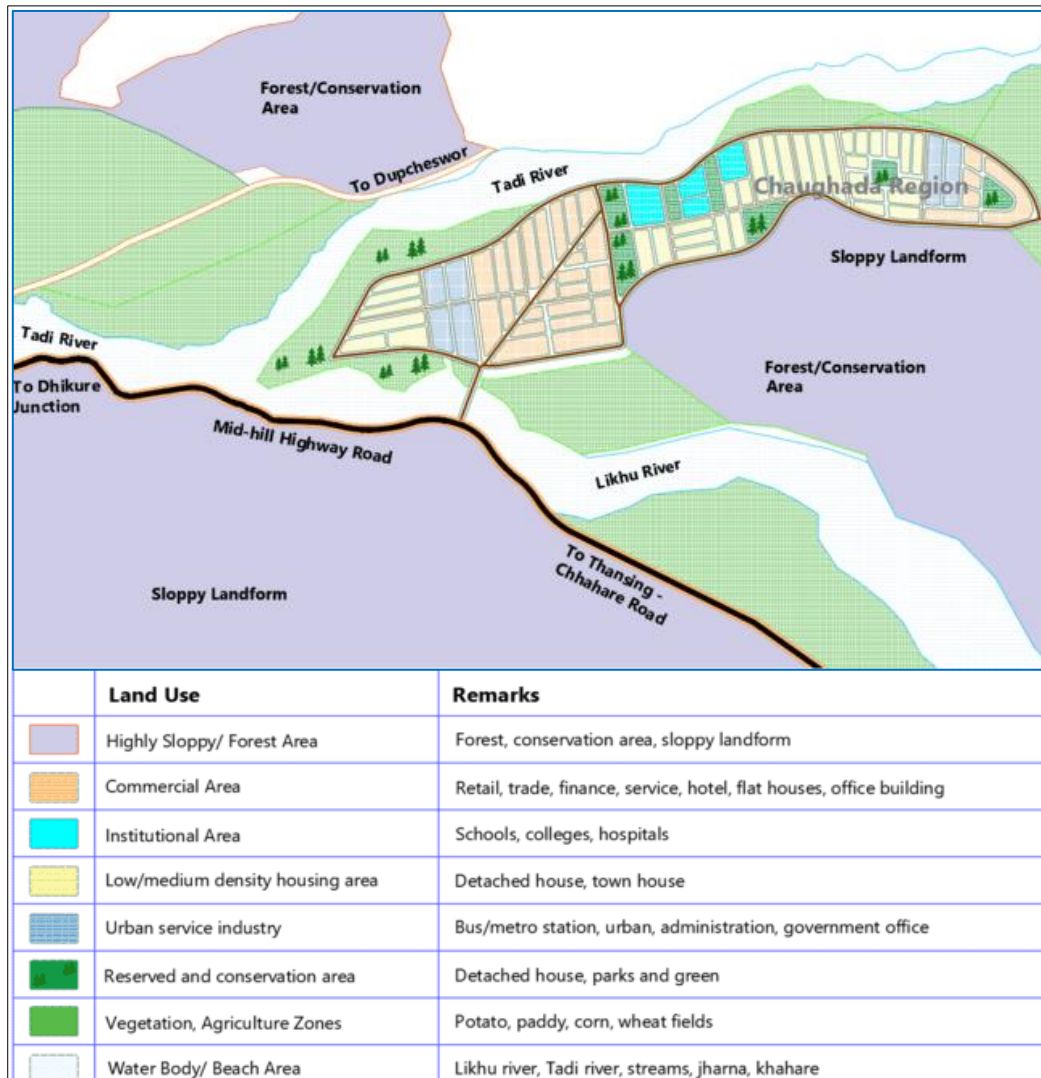 Forest/Conservation
Area
To Dupcheswor
Tadi River
Chaughada Region
Sloppy Landform
Tadi River
To Dhikure
Junction
Mid-hill Highway Road
Forest/Conservation
Area
Likhu River
To Thansing -
Chhahare Road
Sloppy Landform
Land Use Remarks
Highly Sloppy/ Forest Area Forest, conservation area, sloppy landform
Commercial Area Retail, trade, finance, service, hotel, flat houses, office building
Institutional Area Schools, colleges, hospitals
Low/medium density housing area Detached house, town house
Urban service industry Bus/metro station, urban, administration, government office
Reserved and conservation area Detached house, parks and green
Vegetation, Agriculture Zones Potato, paddy, corn, wheat fields
Water Body/ Beach Area Likhu river, Tadi river, streams, jharna, khahare